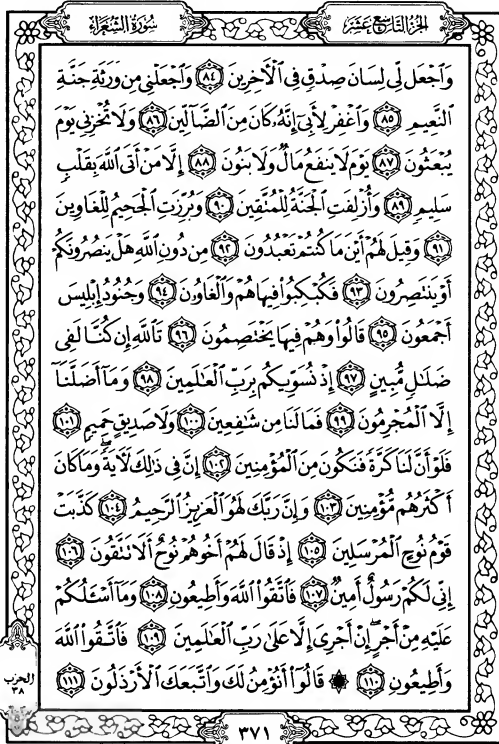 الجزء التاسع عشر
سورة الشعراء
وَٱجْعَل لِّى لِسَانَ صِدْقٍ فِى ٱلْأَخِرِينَ ٨٤ وَٱجْعَلْنِى مِن وَرَثَةِ جَنَّةِ
ٱلنَّعِيمِ ٨٥ وَٱغْفِرْ لِأَبِىٓ إِنَّهُۥ كَانَ مِنَ ٱلضَّآلِّينَ ٨٦ وَلَا تُخْزِنِى يَوْمَ
يُبْعَثُونَ ٨٧ يَوْمَ لَا يَنفَعُ مَالٌ وَلَا بَنُونَ ٨٨ إِلَّا مَنْ أَتَى ٱللَّهَ بِقَلْبٍ
سَلِيمٍ ٨٩ وَأُزْلِفَتِ ٱلْجَنَّةُ لِلْمُتَّقِينَ ٩٠ وَبُرِّزَتِ ٱلْجَحِيمُ لِلْغَاوِينَ
٩١ وَقِيلَ لَهُمْ أَيْنَ مَا كُنتُمْ تَعْبُدُونَ ٩٢ مِن دُونِ ٱللَّهِ هَلْ يَنصُرُونَكُمْ
أَوْ يَنتَصِرُونَ ٩٣ فَكُبْكِبُوا۟ فِيهَا هُمْ وَٱلْغَاوُۥنَ ٩٤ وَجُنُودُ إِبْلِيسَ
أَجْمَعُونَ ٩٥ قَالُوا۟ وَهُمْ فِيهَا يَخْتَصِمُونَ ٩٦ تَٱللَّهِ إِن كُنَّا لَفِى
ضَلَٰلٍ مُّبِينٍ ٩٧ إِذْ نُسَوِّيكُم بِرَبِّ ٱلْعَٰلَمِينَ ٩٨ وَمَآ أَضَلَّنَآ
إِلَّا ٱلْمُجْرِمُونَ ٩٩ فَمَا لَنَا مِن شَٰفِعِينَ ١٠٠ وَلَا صَدِيقٍ حَمِيمٍ ١٠١
فَلَوْ أَنَّ لَنَا كَرَّةً فَنَكُونَ مِنَ ٱلْمُؤْمِنِينَ ١٠٢ إِنَّ فِى ذَٰلِكَ لَأَيَةً ۖ وَمَا كَانَ
أَكْثَرُهُم مُّؤْمِنِينَ ١٠٣ وَإِنَّ رَبَّكَ لَهُوَ ٱلْعَزِيزُ ٱلرَّحِيمُ ١٠٤ كَذَّبَتْ
قَوْمُ نُوحٍ ٱلْمُرْسَلِينَ ١٠٥ إِذْ قَالَ لَهُمْ أَخُوهُمْ نُوحٌ أَلَا تَتَّقُونَ ١٠٦
إِنِّى لَكُمْ رَسُولٌ أَمِينٌ ١٠٧ فَٱتَّقُوا۟ ٱللَّهَ وَأَطِيعُونِ ١٠٨ وَمَآ أَسْـَٔلُكُمْ
عَلَيْهِ مِنْ أَجْرٍ ۖ إِنْ أَجْرِىَ إِلَّا عَلَىٰ رَبِّ ٱلْعَٰلَمِينَ ١٠٩ فَٱتَّقُوا۟ ٱللَّهَ
وَأَطِيعُونِ ١١٠ ۞ قَالُوٓا۟ أَنُؤْمِنُ لَكَ وَٱتَّبَعَكَ ٱلْأَرْذَلُونَ ١١١
الحزب
٣٨
٣٧١